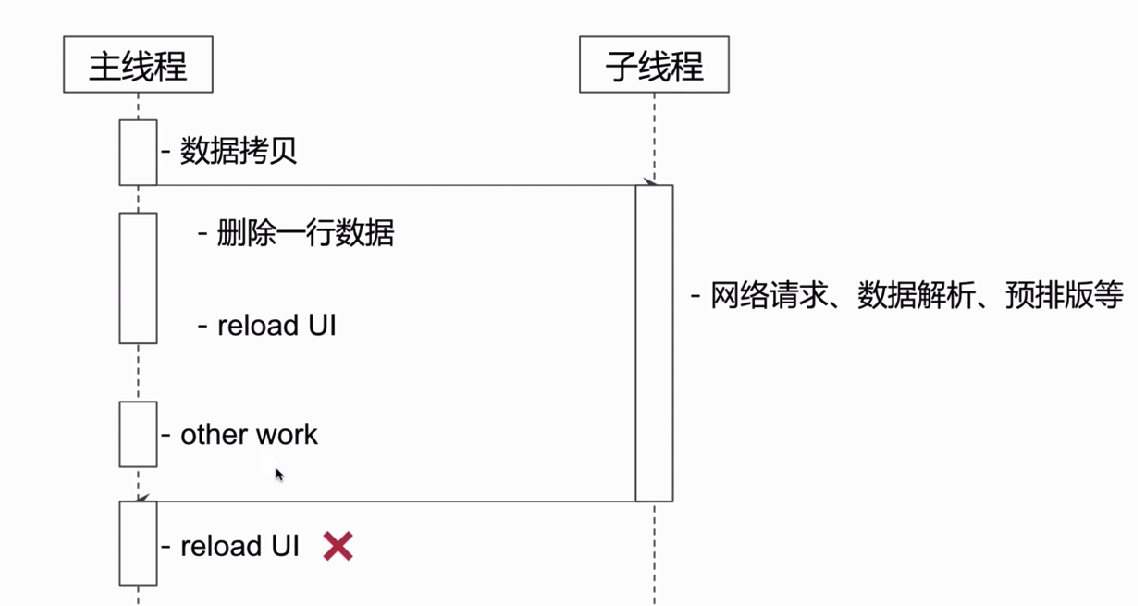 主线程
子线程
- 数据拷贝
- 删除一行数据
- 网络请求、数据解析、预排版等
- reload UI
- other work
- reload UI